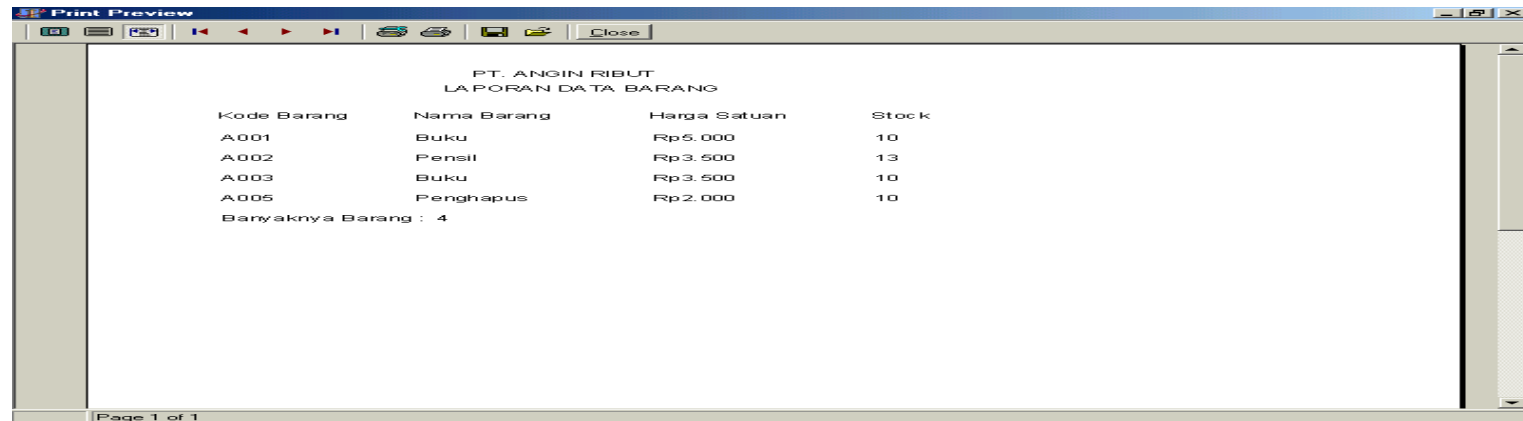 Print Preview
Close
PT. ANGIN RIBUT
LAPORAN DATA BARANG
Kode Barang Nama Barang Harga Satuan Stock
A001 Buku Rp5.000 10
A002 Pensil Rp3.500 13
A003 Buku Rp3.500 10
A005 Penghapus Rp2.000 10
Banyaknya Barang : 4
Page 1 of 1